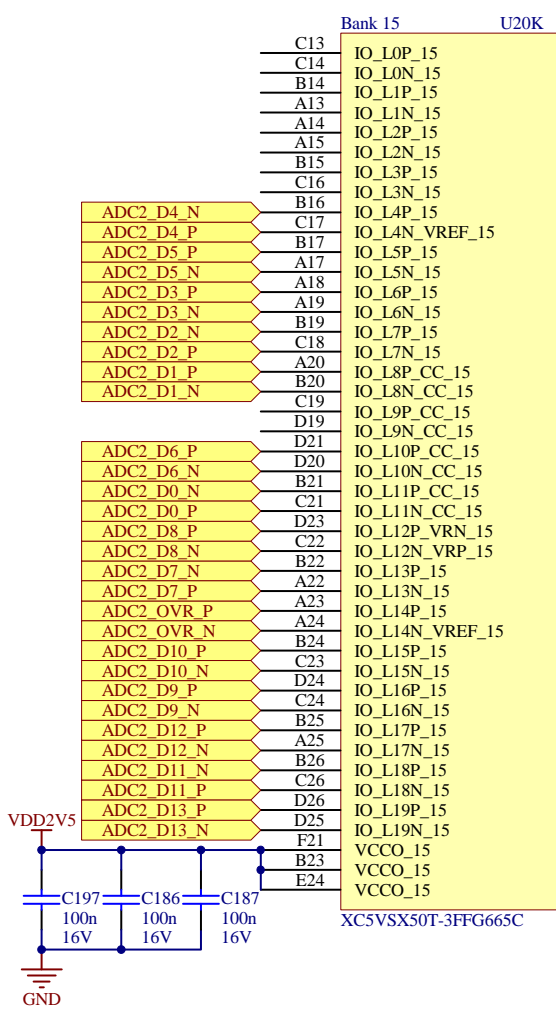 Bank 15 U20K
C13 IO_L0P_15
C14 IO_L0N_15
B14 IO_L1P_15
A13 IO_L1N_15
A14 IO_L2P_15
A15 IO_L2N_15
B15 IO_L3P_15
C16 IO_L3N_15
ADC2_D4_N B16 IO_L4P_15
ADC2_D4_P C17 IO_L4N_VREF_15
ADC2_D5_P B17 IO_L5P_15
ADC2_D5_N A17 IO_L5N_15
ADC2_D3_P A18 IO_L6P_15
ADC2_D3_N A19 IO_L6N_15
ADC2_D2_N B19 IO_L7P_15
ADC2_D2_P C18 IO_L7N_15
ADC2_D1_P A20 IO_L8P_CC_15
ADC2_D1_N B20 IO_L8N_CC_15
C19 IO_L9P_CC_15
D19 IO_L9N_CC_15
ADC2_D6_P D21 IO_L10P_CC_15
ADC2_D6_N D20 IO_L10N_CC_15
ADC2_D0_N B21 IO_L11P_CC_15
ADC2_D0_P C21 IO_L11N_CC_15
ADC2_D8_P D23 IO_L12P_VRN_15
ADC2_D8_N C22 IO_L12N_VRP_15
ADC2_D7_N B22 IO_L13P_15
ADC2_D7_P A22 IO_L13N_15
ADC2_OVR_P A23 IO_L14P_15
ADC2_OVR_N A24 IO_L14N_VREF_15
ADC2_D10_P B24 IO_L15P_15
ADC2_D10_N C23 IO_L15N_15
ADC2_D9_P D24 IO_L16P_15
ADC2_D9_N C24 IO_L16N_15
ADC2_D12_P B25 IO_L17P_15
ADC2_D12_N A25 IO_L17N_15
ADC2_D11_N B26 IO_L18P_15
ADC2_D11_P C26 IO_L18N_15
ADC2_D13_P D26 IO_L19P_15
VDD2V5
ADC2_D13_N D25 IO_L19N_15
F21 VCCO_15
B23 VCCO_15
E24 VCCO_15
C197 C186 C187
100n 100n 100n
16V 16V 16V
XC5VSX50T-3FFG665C
GND